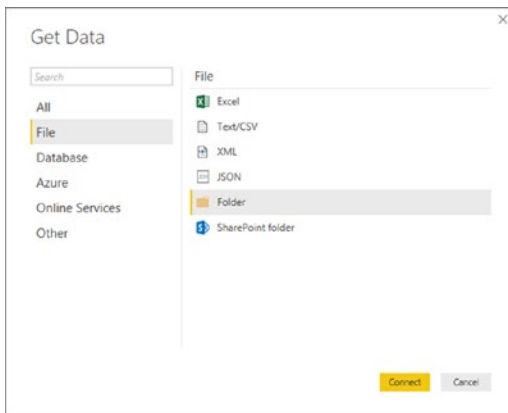 Get Data
Search
All
File
Database
Azure
Online Services
Other
File
Excel
Text/CSV
XML
JSON
Folder
SharePoint folder
Connect
Cancel